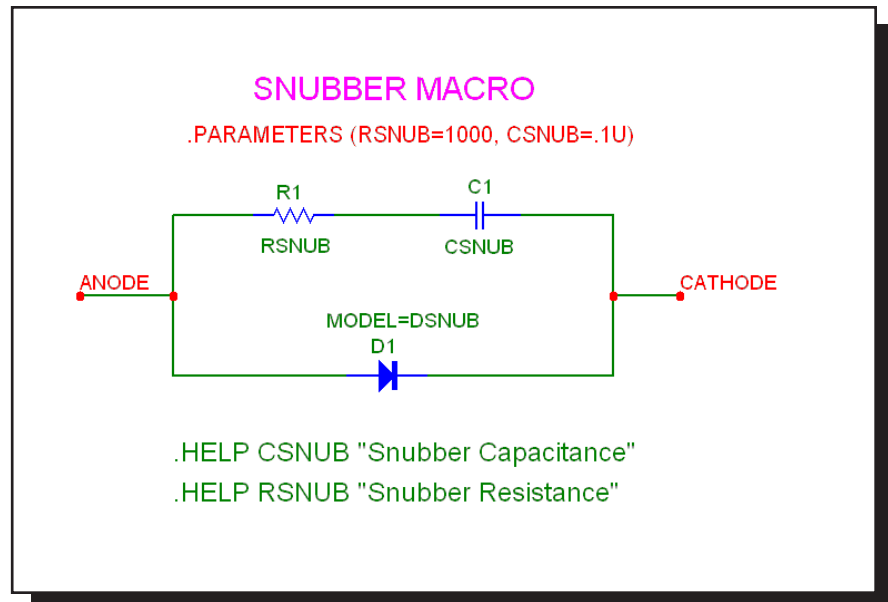 SNUBBER MACRO
.PARAMETERS (RSNUB=1000, CSNUB=.1U)
R1
C1
RSNUB
CSNUB
ANODE
CATHODE
MODEL=DSNUB
D1
.HELP CSNUB "Snubber Capacitance"
.HELP RSNUB "Snubber Resistance"